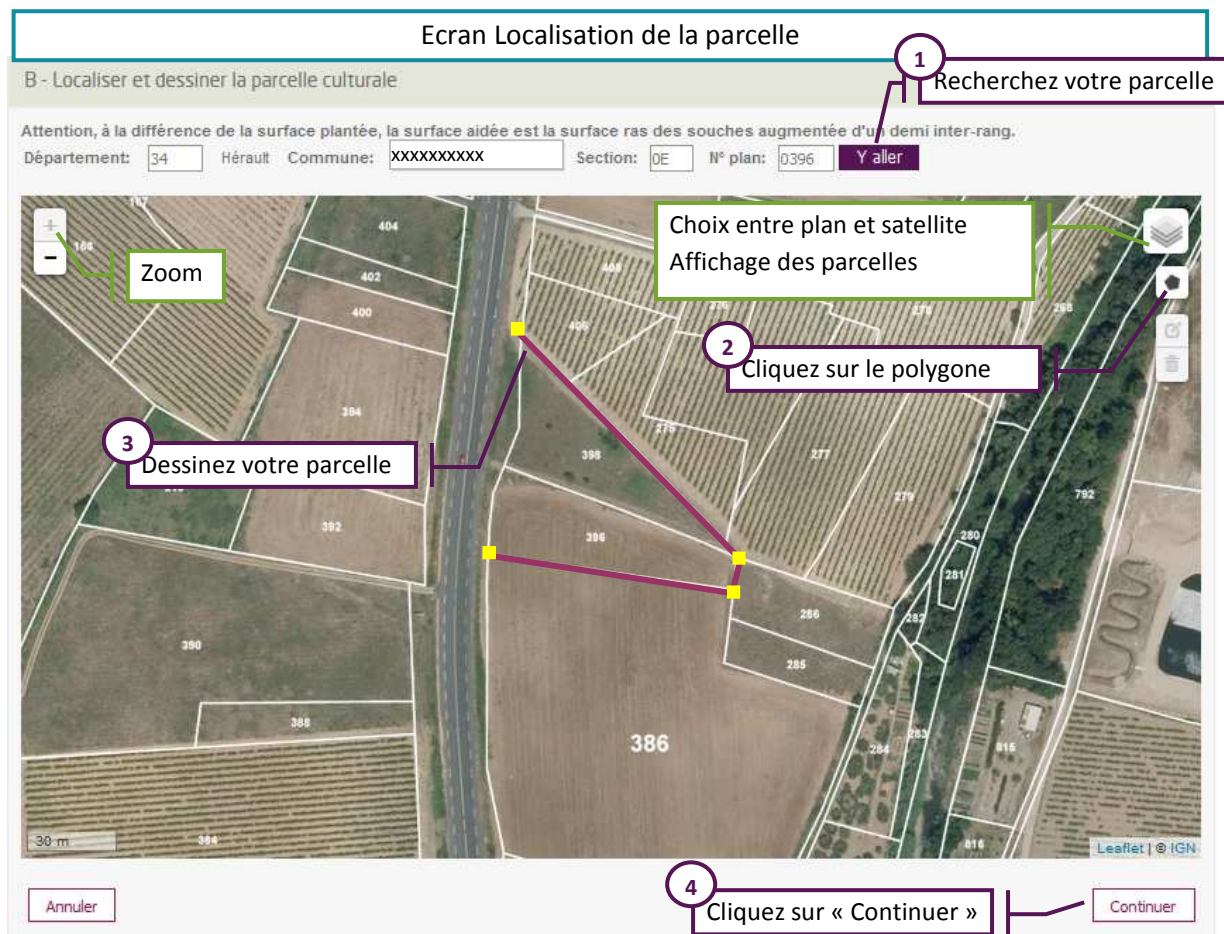 Ecran Localisation de la parcelle
1
Recherchez votre parcelle
B - Localiser et dessiner la parcelle culturale
Attention, à la différence de la surface plantée, la surface aidée est la surface ras des souches augmentée d'un demi inter-rang.
Département: 34 Hérault Commune: xxxxxxxxxx Section: 0E N° plan: 0396 Y aller
+
−
Zoom
Choix entre plan et satellite
Affichage des parcelles
2
Cliquez sur le polygone
3
Dessinez votre parcelle
167
168
404
402
400
394
392
390
388
384
408
406
276
278
268
275
398
277
279
396
280
281
282
286
285
792
386
284
283
815
816
30 m
Leaflet | © IGN
4
Cliquez sur « Continuer »
Annuler
Continuer